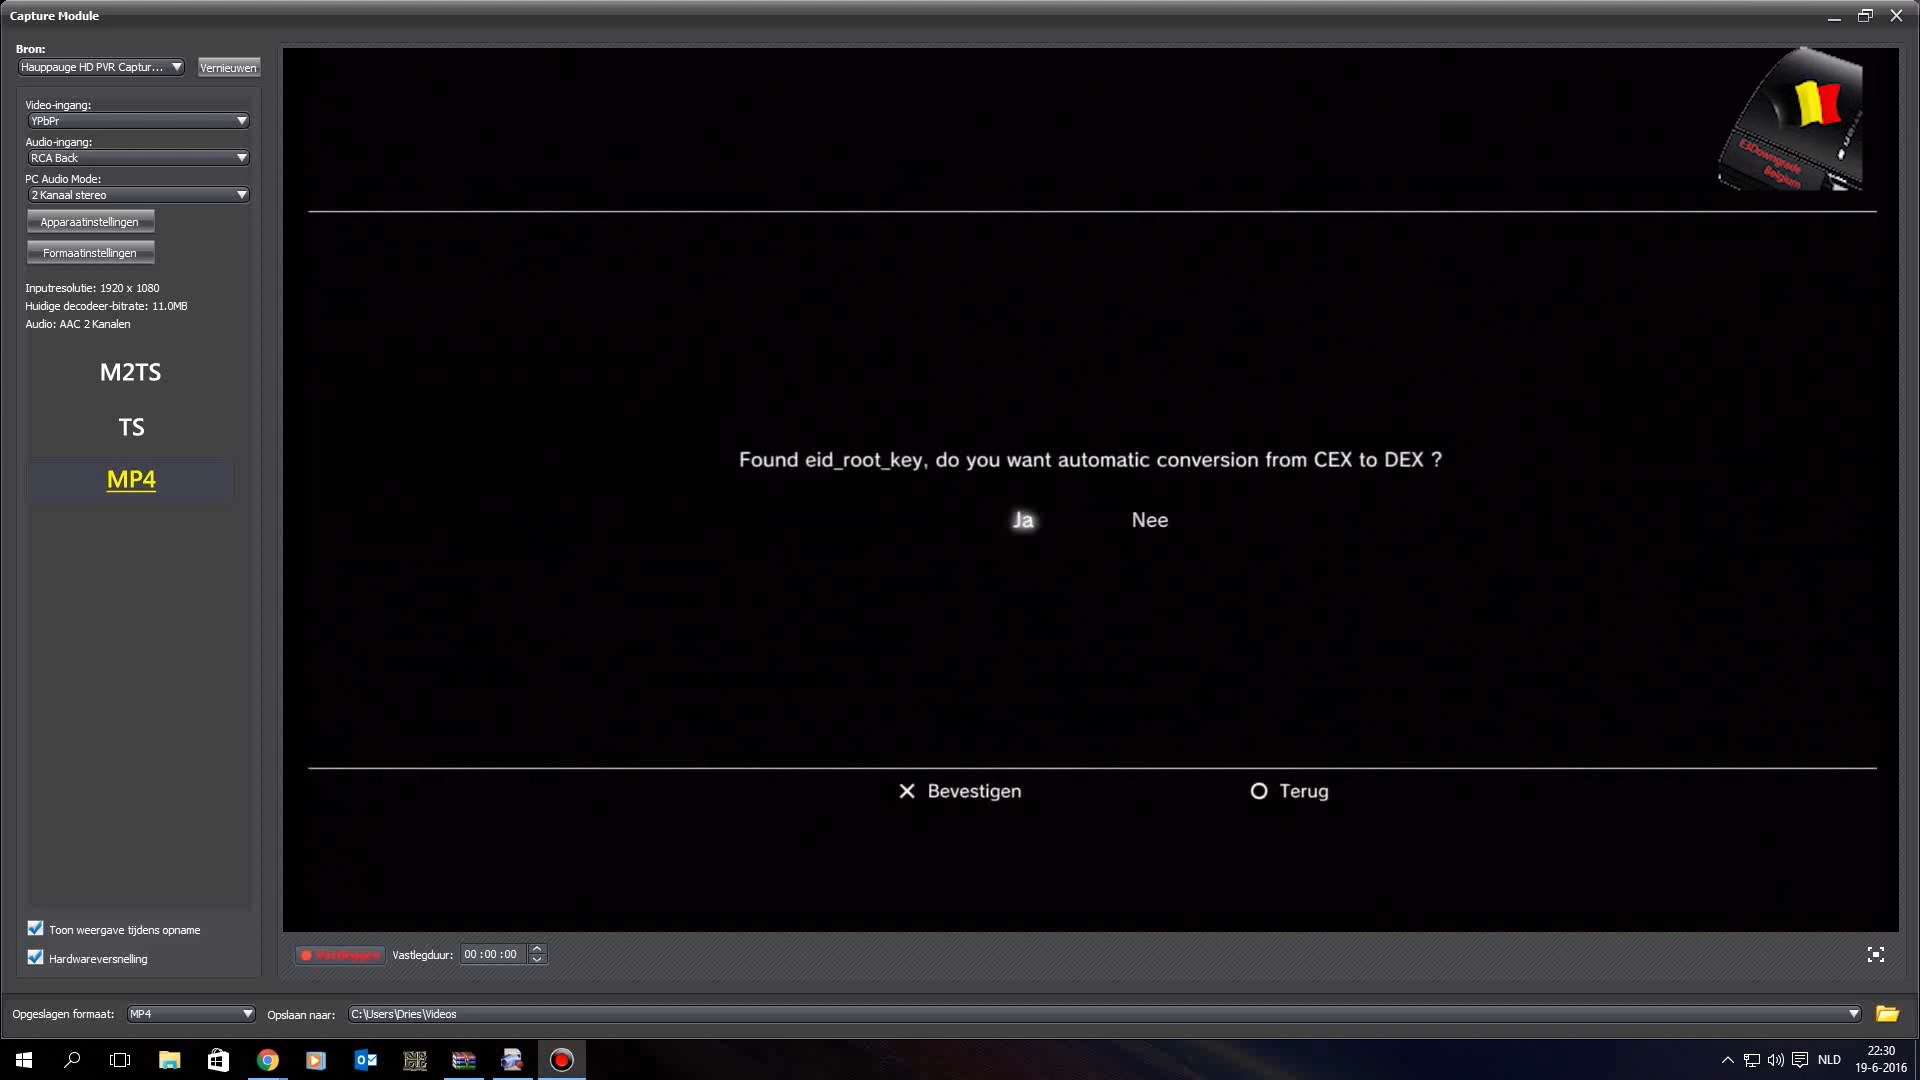 Capture Module
Bron:
Hauppauge HD PVR Captur...
Vernieuwen
Video-ingang:
YPbPr
Audio-ingang:
RCA Back
PC Audio Mode:
2 Kanaal stereo
Apparaatinstellingen
Formaatinstellingen
Inputresolutie: 1920 x 1080
Huidige decodeer-bitrate: 11.0MB
Audio: AAC 2 Kanalen
M2TS
TS
MP4
Toon weergave tijdens opname
Hardwareversnelling
E3Downgrade
Belgium
Found eid_root_key, do you want automatic conversion from CEX to DEX ?
Ja Nee
Bevestigen Terug
Vastleggen Vastlegduur: 00 :00 :00
Opgeslagen formaat: MP4 Opslaan naar: C:\Users\Dries\Videos
NLD
22:30
19-6-2016